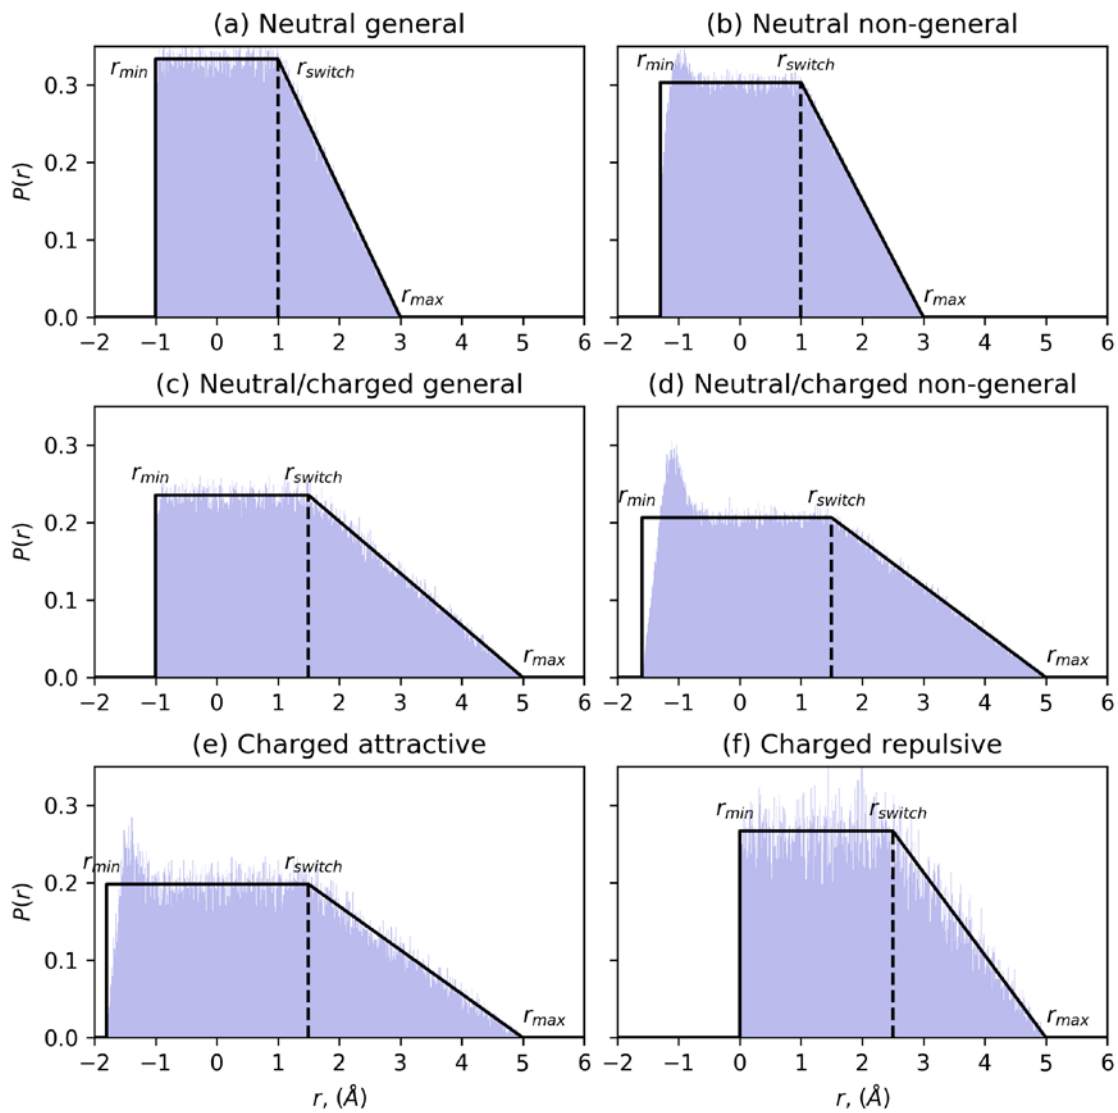 (a) Neutral general
(b) Neutral non-general
P(r)
0.3
0.2
0.1
0.0
r_min
r_switch
r_max
−2 −1 0 1 2 3 4 5 6
r_min
r_switch
r_max
−2 −1 0 1 2 3 4 5 6
(c) Neutral/charged general
(d) Neutral/charged non-general
P(r)
0.3
0.2
0.1
0.0
r_min
r_switch
r_max
−2 −1 0 1 2 3 4 5 6
r_min
r_switch
r_max
−2 −1 0 1 2 3 4 5 6
(e) Charged attractive
(f) Charged repulsive
P(r)
0.3
0.2
0.1
0.0
r_min
r_switch
r_max
−2 −1 0 1 2 3 4 5 6
r, (Å)
r_min
r_switch
r_max
−2 −1 0 1 2 3 4 5 6
r, (Å)